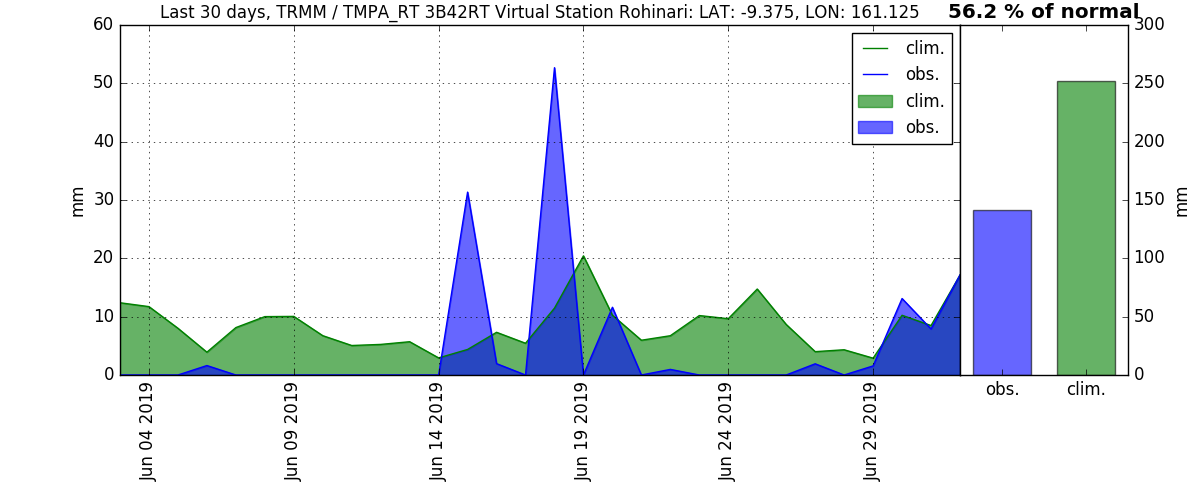 Last 30 days, TRMM / TMPA_RT 3B42RT Virtual Station Rohinari: LAT: -9.375, LON: 161.125
56.2 % of normal
60
50
40
30
20
10
0
mm
clim.
obs.
clim.
obs.
Jun 04 2019
Jun 09 2019
Jun 14 2019
Jun 19 2019
Jun 24 2019
Jun 29 2019
300
250
200
150
100
50
0
mm
obs.
clim.